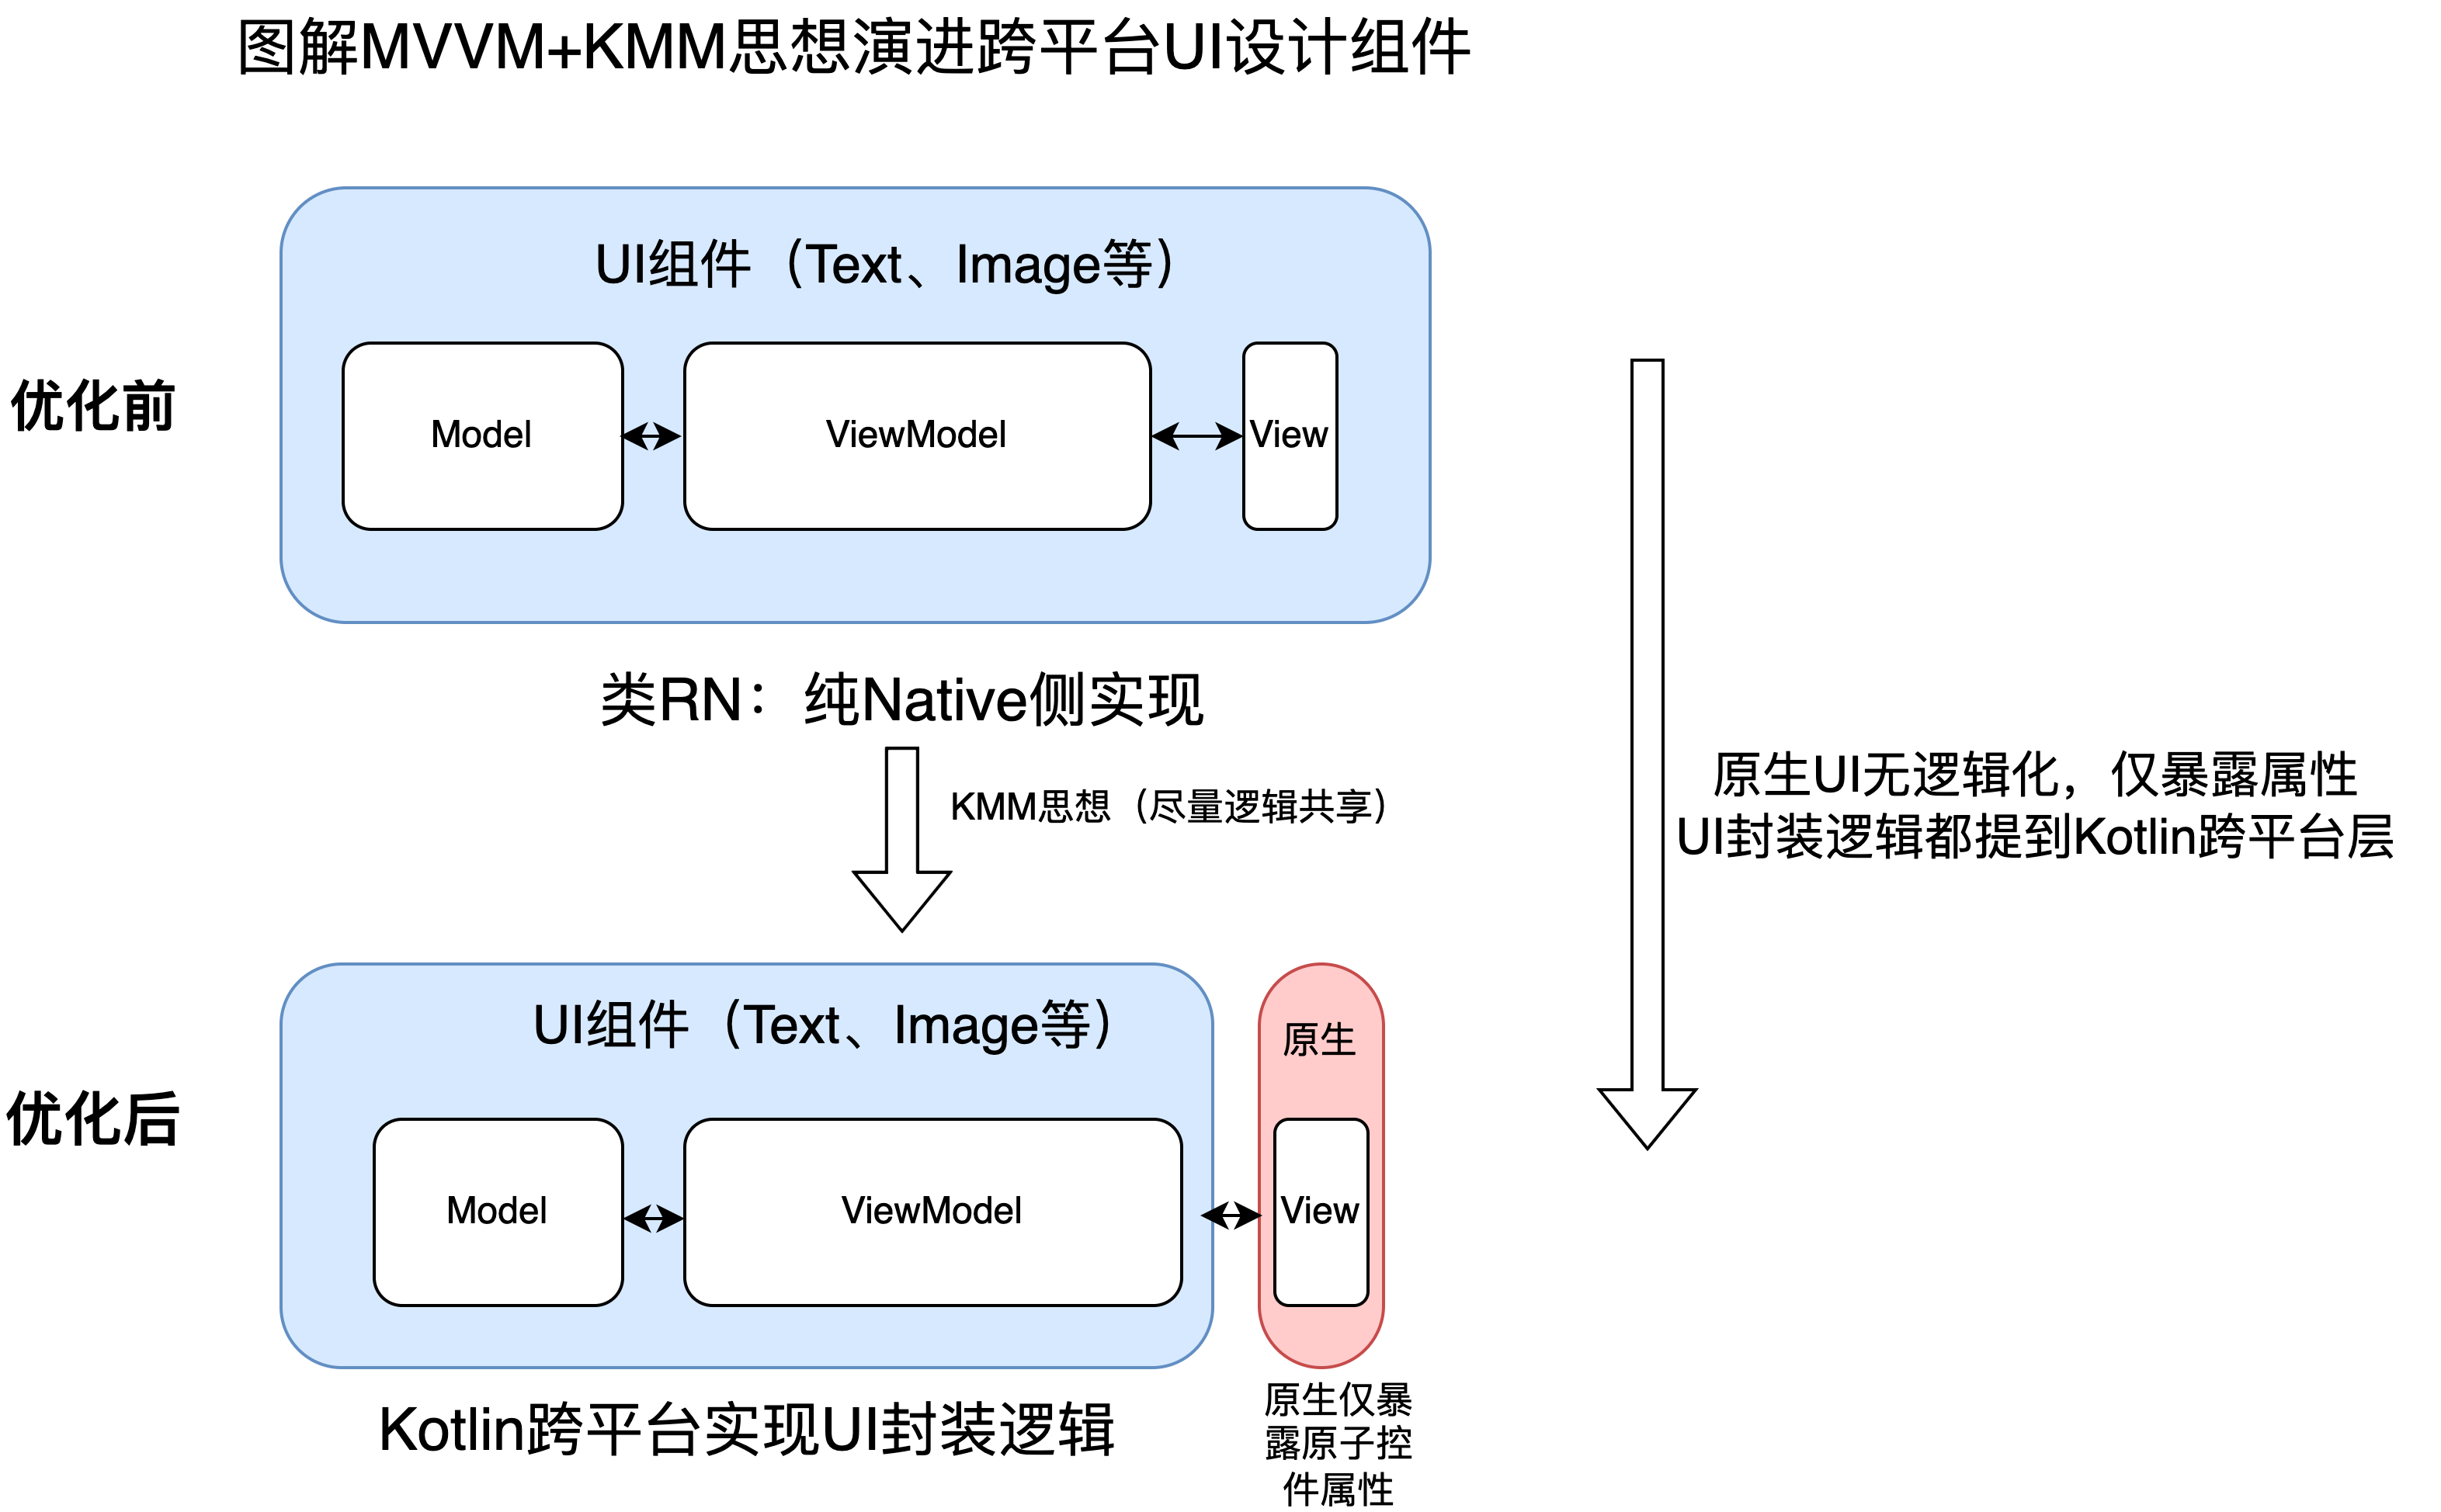 图解MVVM+KMM思想演进跨平台UI设计组件
优化前
UI组件（Text、Image等）
Model
ViewModel
View
类RN：纯Native侧实现
KMM思想（尽量逻辑共享）
原生UI无逻辑化，仅暴露属性
UI封装逻辑都提到Kotlin跨平台层
优化后
UI组件（Text、Image等）
原生
Model
ViewModel
View
Kotlin跨平台实现UI封装逻辑
原生仅暴
露原子控
件属性